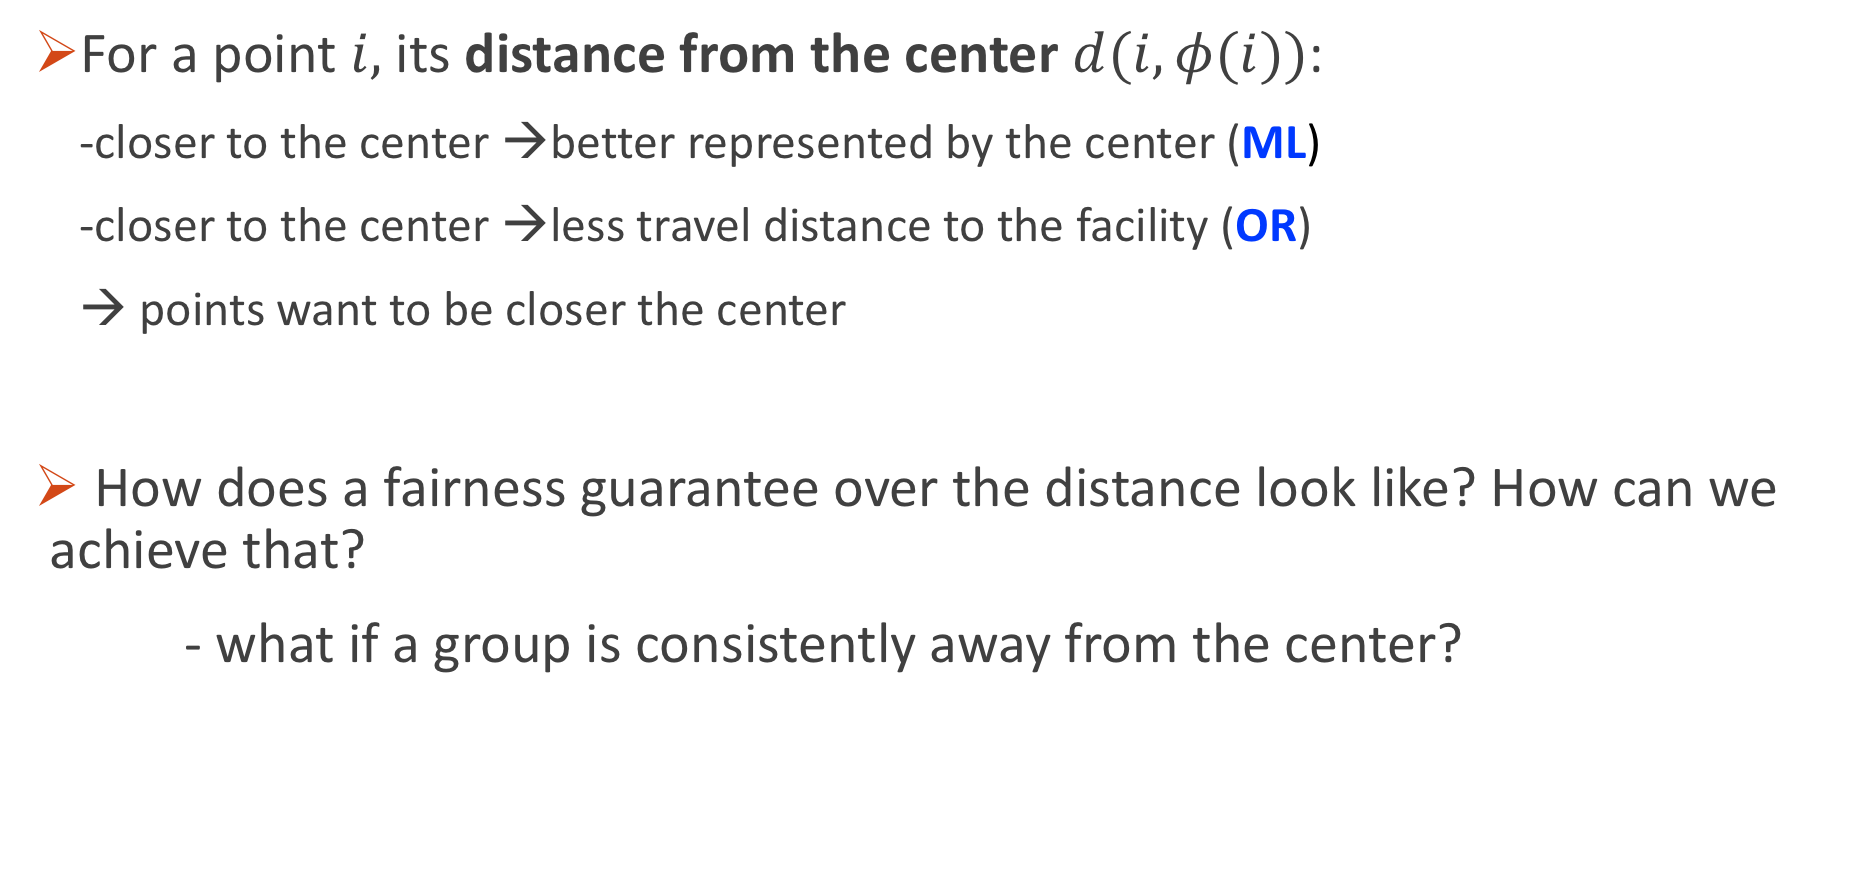 ➢For a point 𝑖, its distance from the center 𝑑(𝑖, 𝜙(𝑖)):
-closer to the center →better represented by the center (ML)
-closer to the center →less travel distance to the facility (OR)
→ points want to be closer the center
➢ How does a fairness guarantee over the distance look like? How can we
achieve that?
- what if a group is consistently away from the center?